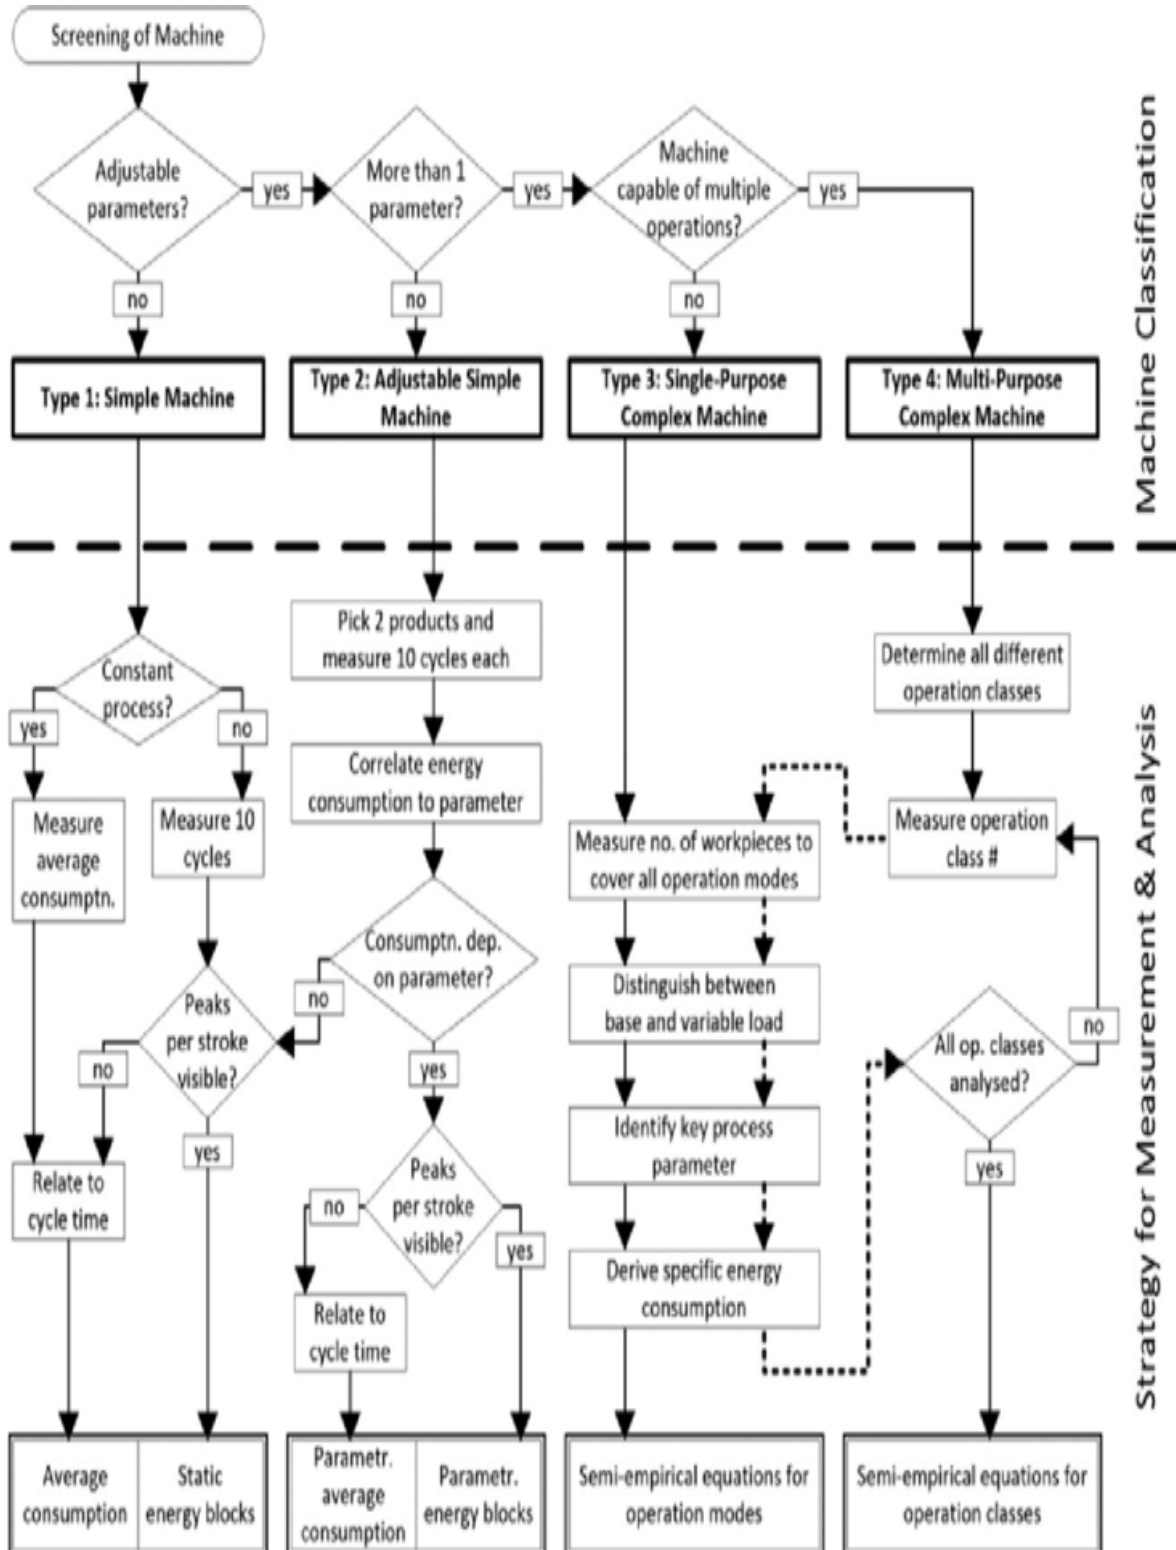 Screening of Machine
Adjustable
parameters?
yes
More than 1
parameter?
yes
Machine
capable of multiple
operations?
yes
no
no
no
Type 1: Simple Machine
Type 2: Adjustable Simple
Machine
Type 3: Single-Purpose
Complex Machine
Type 4: Multi-Purpose
Complex Machine
Machine Classification
Constant
process?
yes
no
Measure
average
consumptn.
Measure 10
cycles
Peaks
per stroke
visible?
no
yes
Relate to
cycle time
Pick 2 products and
measure 10 cycles each
Correlate energy
consumption to parameter
Consumptn. dep.
on parameter?
no
yes
Peaks
per stroke
visible?
no
yes
Relate to
cycle time
Measure no. of workpieces to
cover all operation modes
Distinguish between
base and variable load
Identify key process
parameter
Derive specific energy
consumption
Determine all different
operation classes
Measure operation
class #
All op. classes
analysed?
no
yes
Strategy for Measurement & Analysis
Average
consumption
Static
energy blocks
Parametr.
average
consumption
Parametr.
energy blocks
Semi-empirical equations for
operation modes
Semi-empirical equations for
operation classes